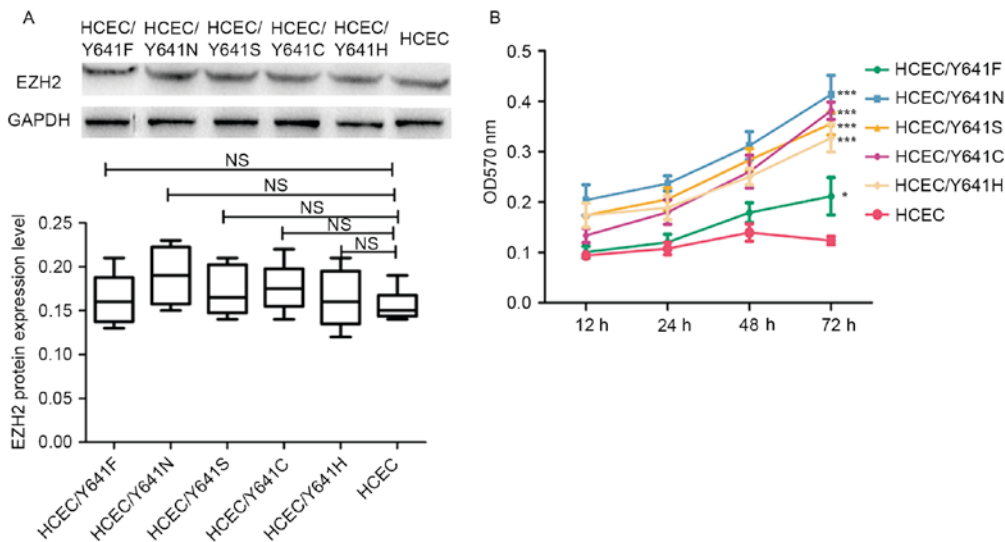 A
HCEC/ HCEC/ HCEC/ HCEC/ HCEC/ HCEC
Y641F Y641N Y641S Y641C Y641H
EZH2
GAPDH
NS
NS
NS
NS
NS
EZH2 protein expression level
0.25
0.20
0.15
0.10
0.05
0.00
HCEC/Y641F
HCEC/Y641N
HCEC/Y641S
HCEC/Y641C
HCEC/Y641H
HCEC
B
OD570 nm
0.5
0.4
0.3
0.2
0.1
0.0
12 h 24 h 48 h 72 h
***
***
***
***
*
HCEC/Y641F
HCEC/Y641N
HCEC/Y641S
HCEC/Y641C
HCEC/Y641H
HCEC